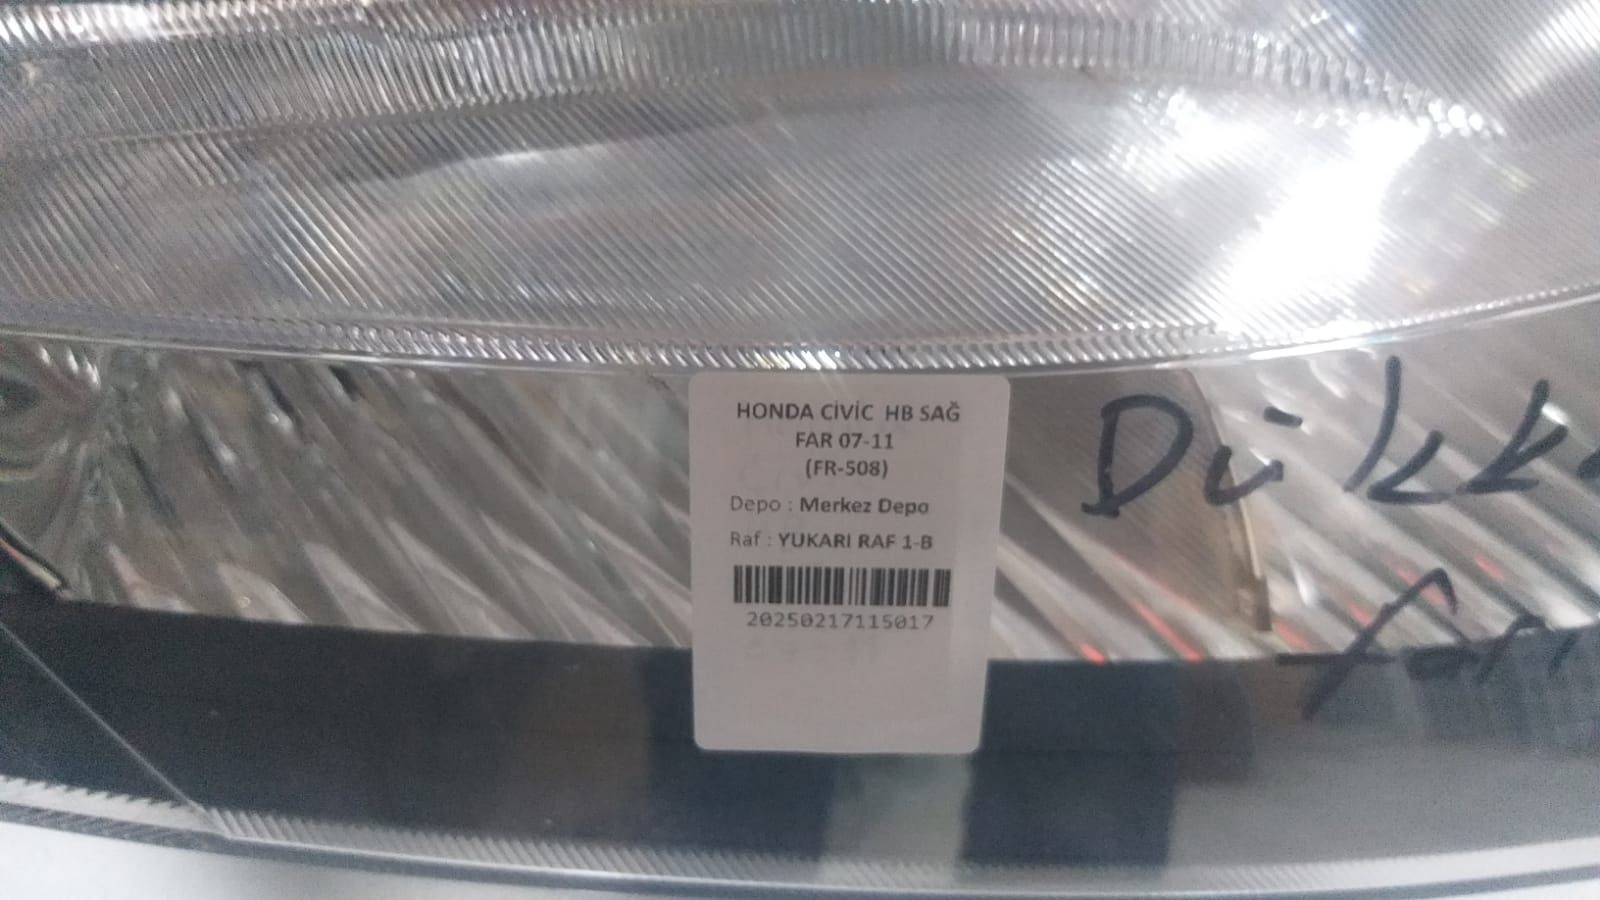 HONDA CİVİC HB SAĞ
FAR 07-11
(FR-508)
Depo : Merkez Depo
Raf : YUKARI RAF 1-B
20250217115017